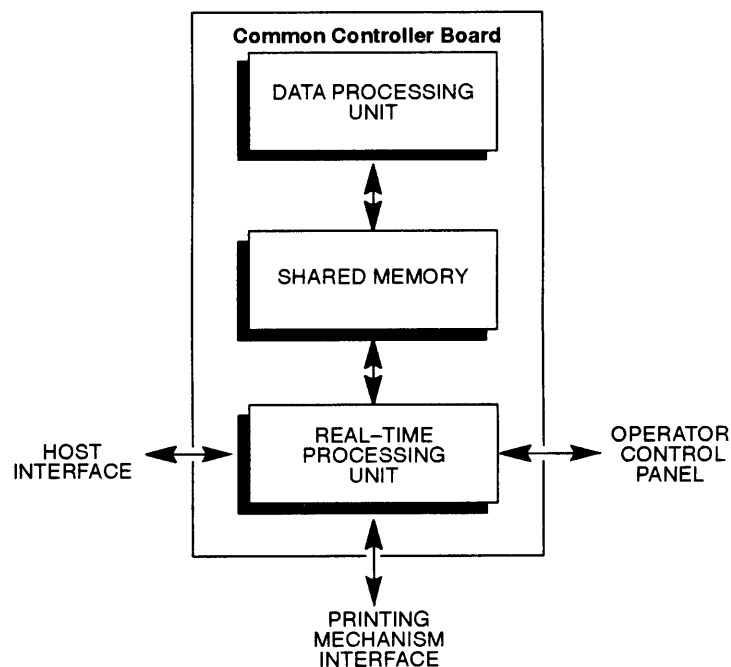 Common Controller Board
DATA PROCESSING
UNIT
SHARED MEMORY
REAL–TIME
PROCESSING
UNIT
HOST
INTERFACE
OPERATOR
CONTROL
PANEL
PRINTING
MECHANISM
INTERFACE